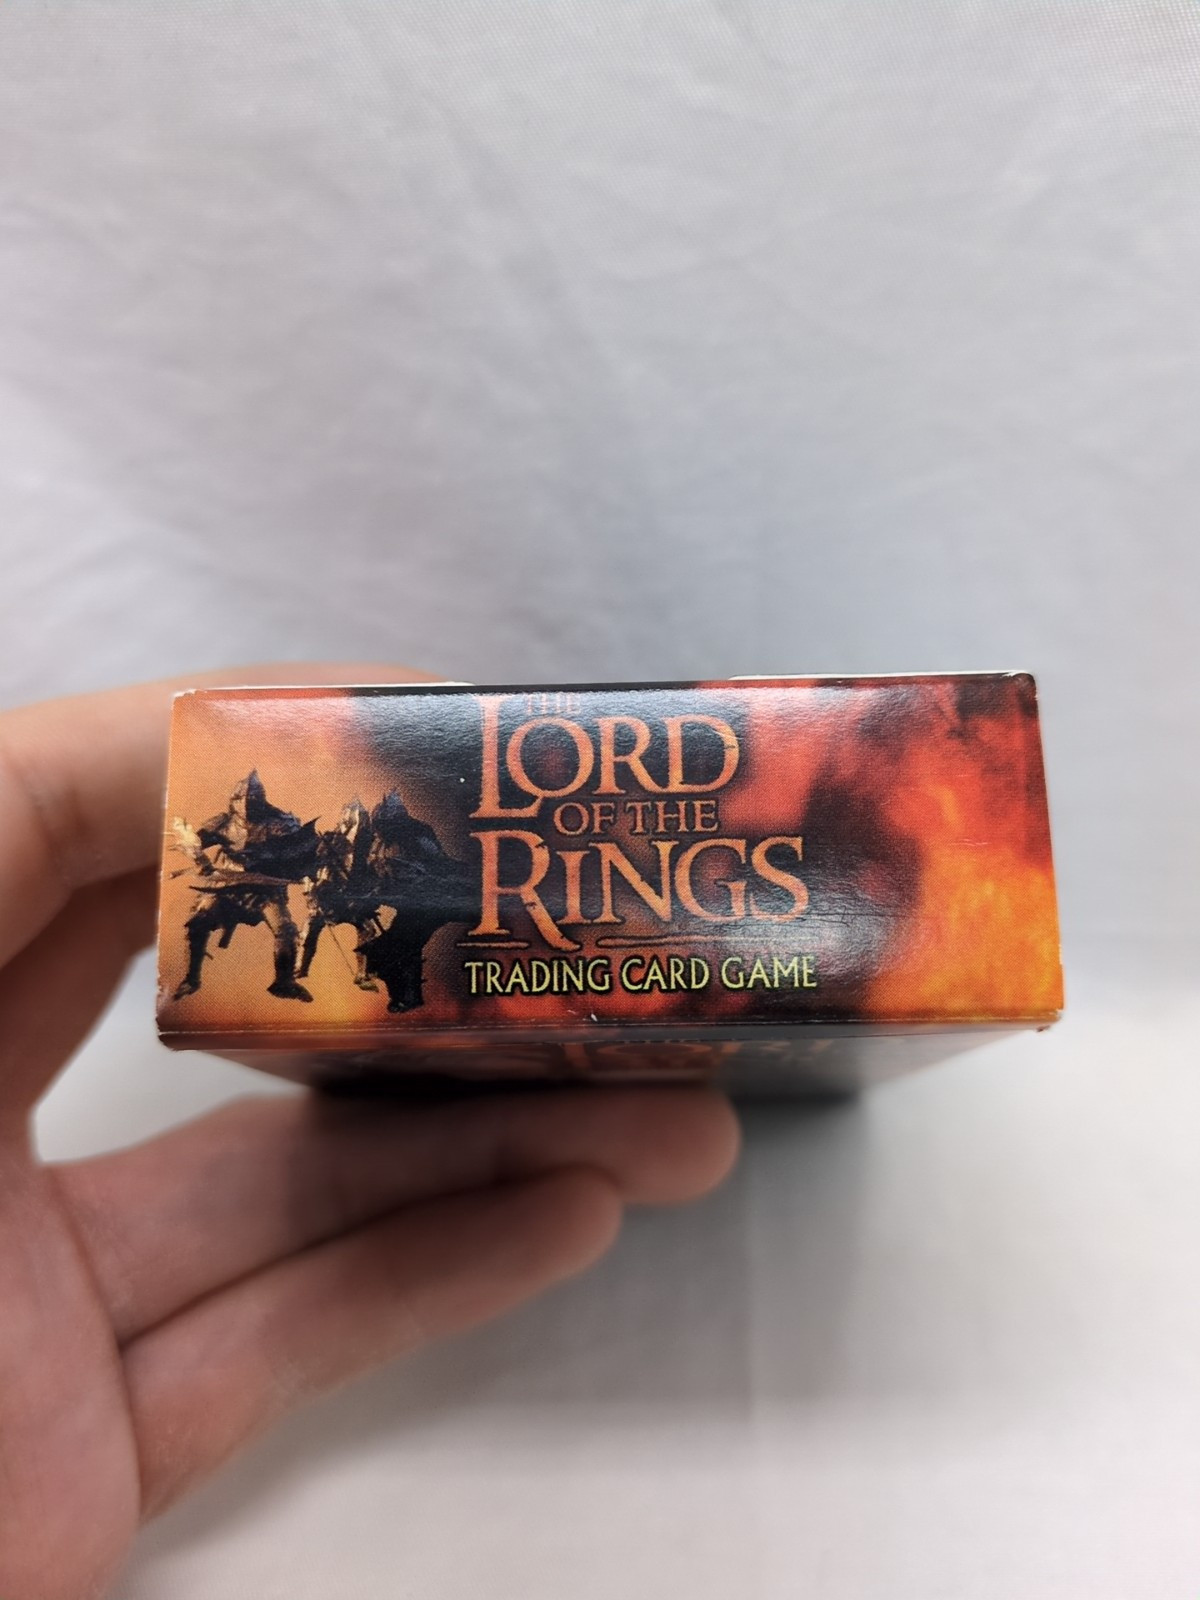 THE
LORD
OF THE
RINGS
TRADING CARD GAME